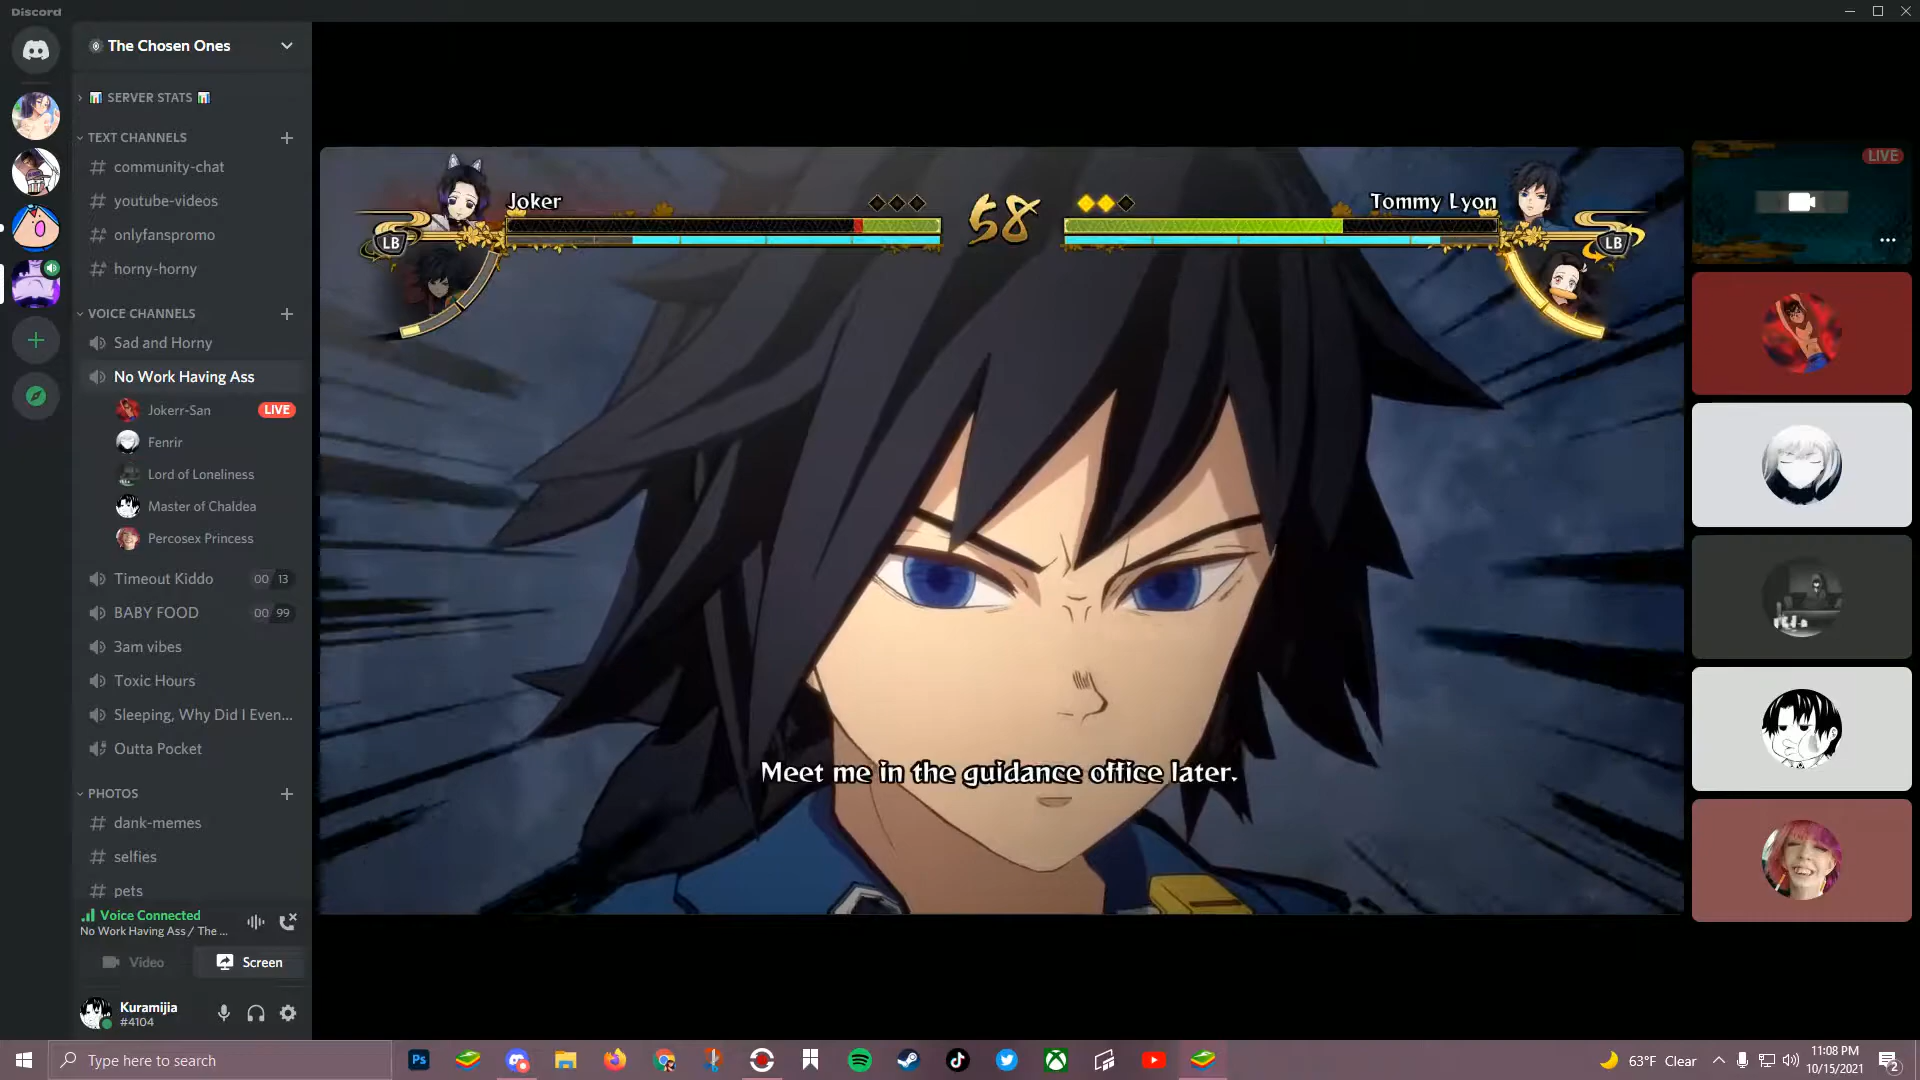 Discord
The Chosen Ones
SERVER STATS
TEXT CHANNELS
community-chat
youtube-videos
onlyfanspromo
horny-horny
VOICE CHANNELS
Sad and Horny
No Work Having Ass
Jokerr-San
LIVE
Fenrir
Lord of Loneliness
Master of Chaldea
Percosex Princess
Timeout Kiddo 00 13
BABY FOOD 00 99
3am vibes
Toxic Hours
Sleeping, Why Did I Even...
Outta Pocket
PHOTOS
dank-memes
selfies
pets
Voice Connected
No Work Having Ass / The ...
Video
Screen
Kuramijia
#4104
Joker
58
Tommy Lyon
LB
LB
Meet me in the guidance office later.
LIVE
Type here to search
Ps
63°F Clear
11:08 PM
10/15/2021
2